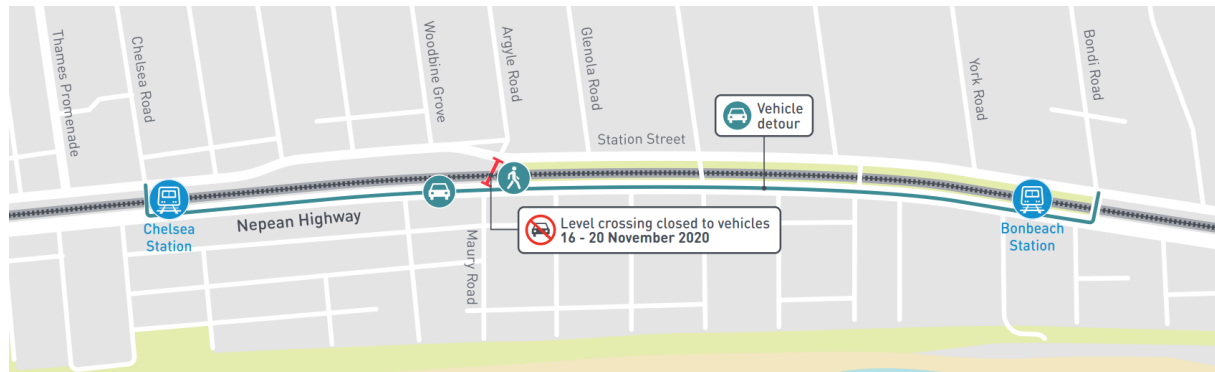 Thames Promenade
Chelsea Road
Woodbine Grove
Argyle Road
Glenola Road
York Road
Bondi Road
Vehicle
detour
Station Street
Nepean Highway
Chelsea
Station
Maury Road
Level crossing closed to vehicles
16 - 20 November 2020
Bonbeach
Station